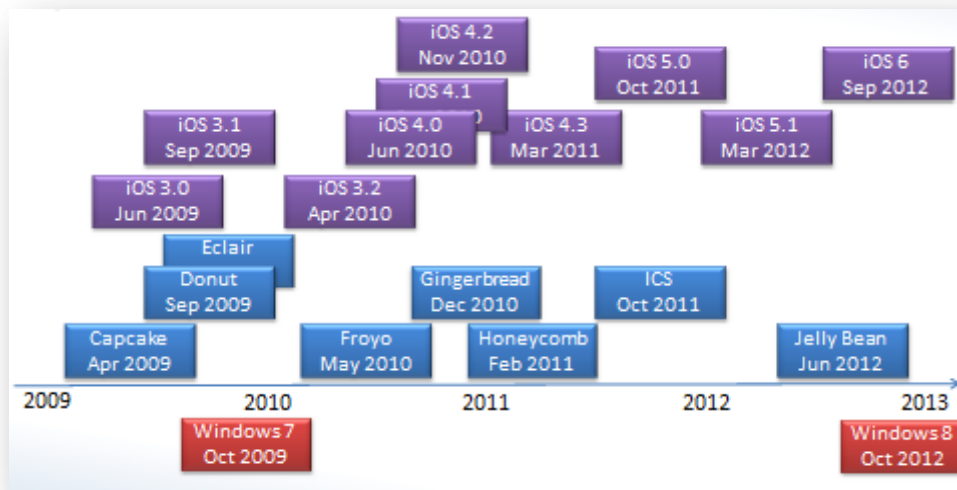 iOS 4.2
Nov 2010
iOS 5.0
Oct 2011
iOS 6
Sep 2012
iOS 4.1
iOS 3.1
Sep 2009
iOS 4.0
Jun 2010
iOS 4.3
Mar 2011
iOS 5.1
Mar 2012
iOS 3.0
Jun 2009
iOS 3.2
Apr 2010
Eclair
Donut
Sep 2009
Gingerbread
Dec 2010
ICS
Oct 2011
Capcake
Apr 2009
Froyo
May 2010
Honeycomb
Feb 2011
Jelly Bean
Jun 2012
2009
2010
2011
2012
2013
Windows 7
Oct 2009
Windows 8
Oct 2012